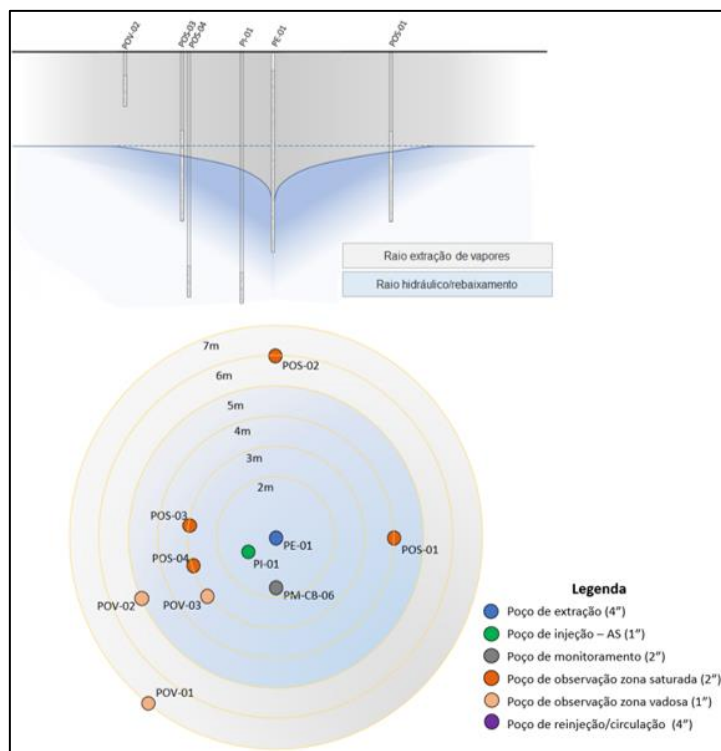 POV-02
POS-03
POS-04
PI-01
PE-01
POS-01
Raio extração de vapores
Raio hidráulico/rebaixamento
7m
POS-02
6m
5m
4m
3m
2m
POS-03
PE-01
POS-01
PI-01
POS-04
PM-CB-06
POV-02
POV-03
POV-01
Legenda
Poço de extração (4”)
Poço de injeção – AS (1”)
Poço de monitoramento (2”)
Poço de observação zona saturada (2”)
Poço de observação zona vadosa (1”)
Poço de reinjeção/circulação (4”)